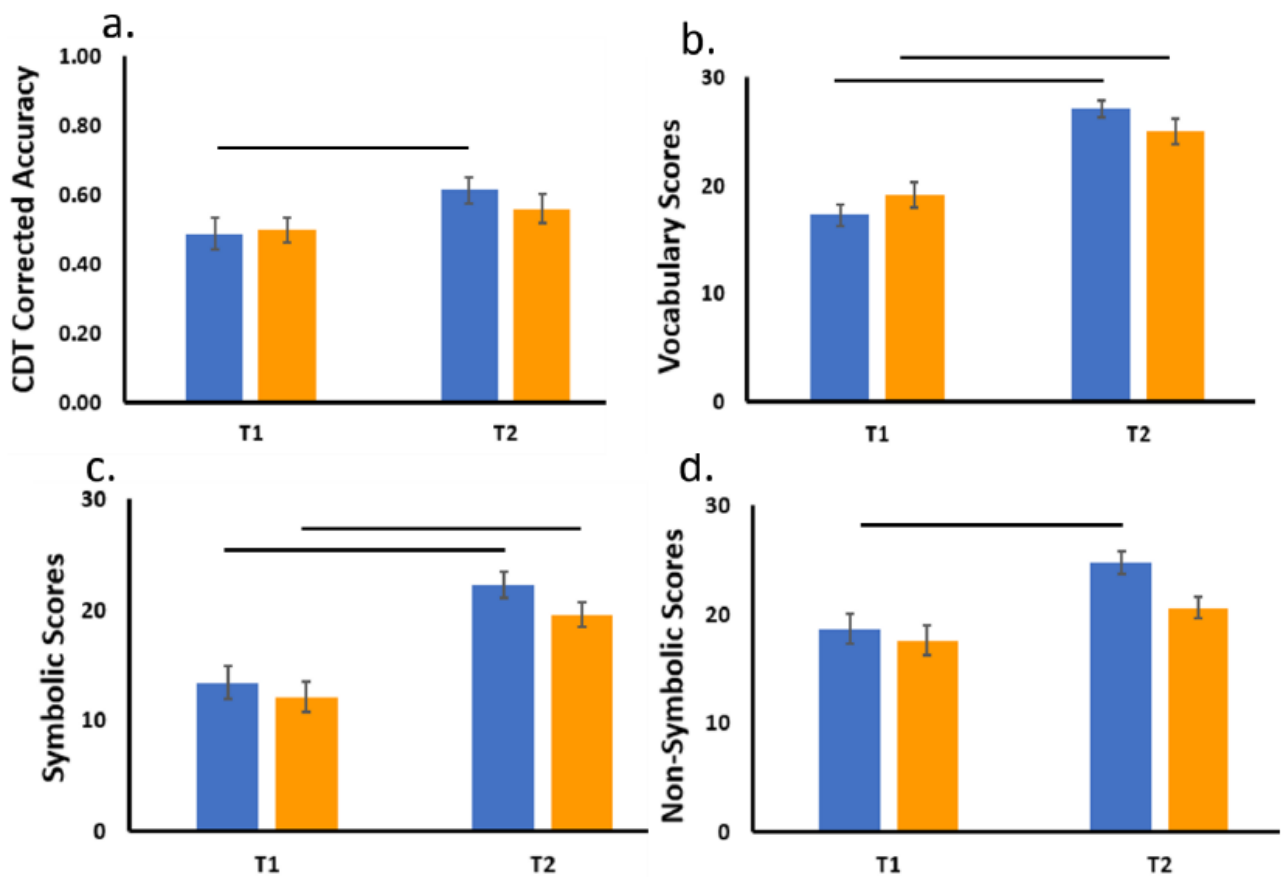 a.
CDT Corrected Accuracy
1.00
0.80
0.60
0.40
0.20
0.00
T1 T2
b.
Vocabulary Scores
30
20
10
0
T1 T2
c.
Symbolic Scores
30
20
10
0
T1 T2
d.
Non-Symbolic Scores
30
20
10
0
T1 T2